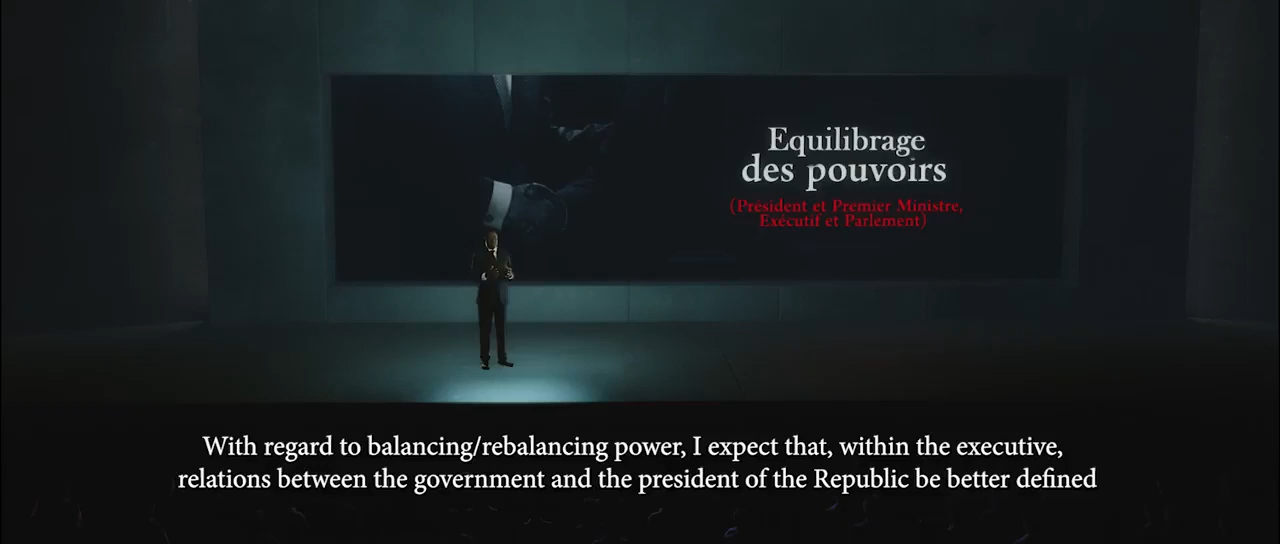 Equilibrage
des pouvoirs
(Président et Premier Ministre,
Exécutif et Parlement)
With regard to balancing/rebalancing power, I expect that, within the executive,
relations between the government and the president of the Republic be better defined